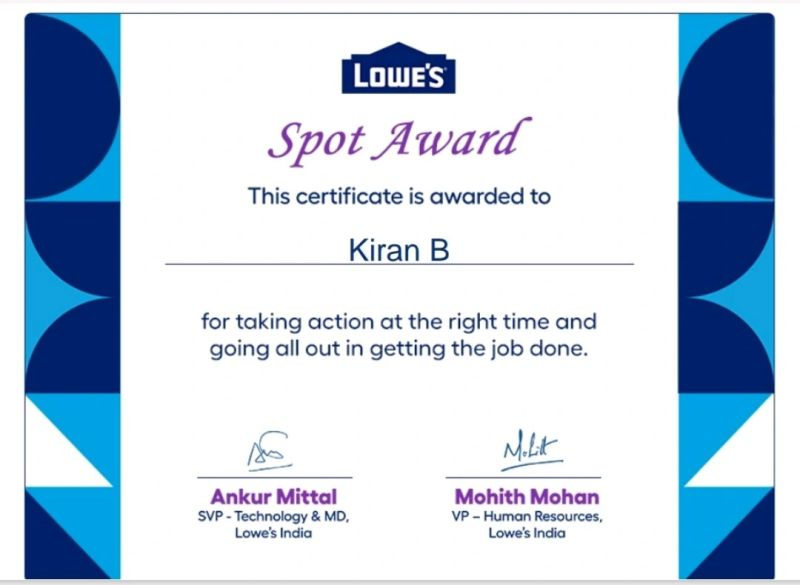 LOWE'S
Spot Award
This certificate is awarded to
Kiran B
for taking action at the right time and
going all out in getting the job done.
Mohitt
Ankur Mittal
SVP - Technology & MD,
Lowe's India
Mohith Mohan
VP – Human Resources,
Lowe's India